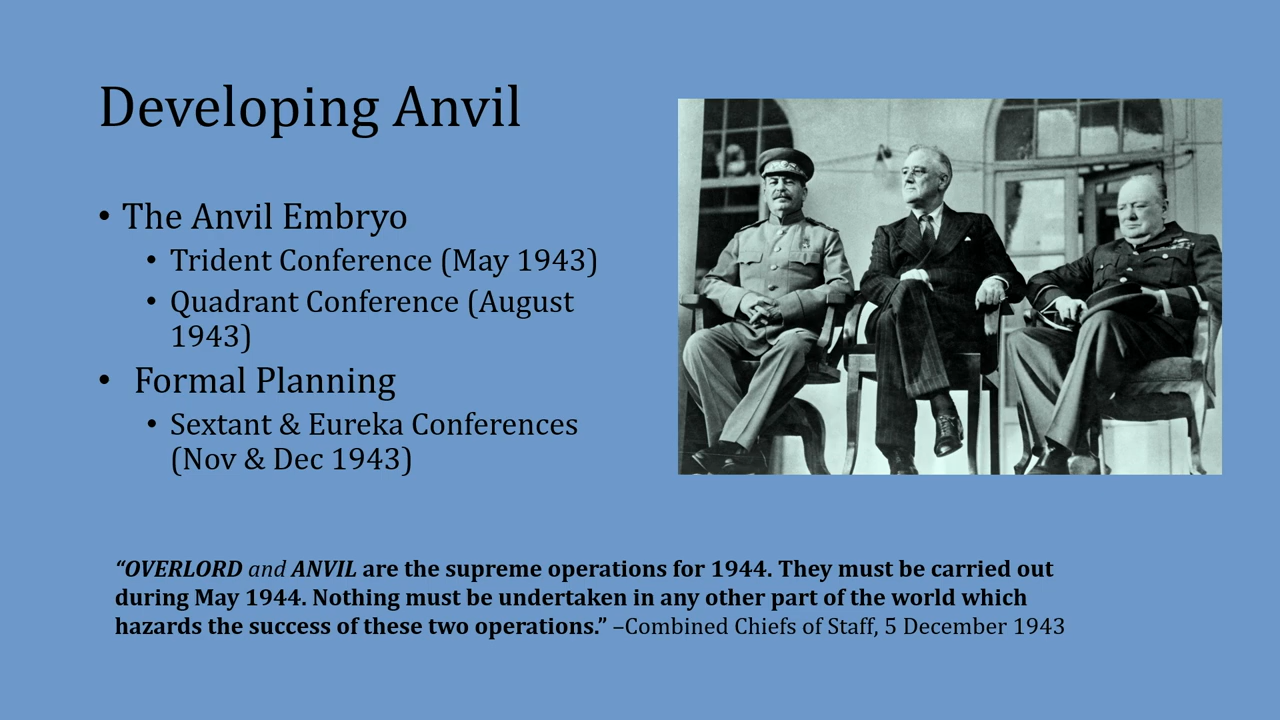 Developing Anvil
• The Anvil Embryo
• Trident Conference (May 1943)
• Quadrant Conference (August
1943)
• Formal Planning
• Sextant & Eureka Conferences
(Nov & Dec 1943)
“OVERLORD and ANVIL are the supreme operations for 1944. They must be carried out
during May 1944. Nothing must be undertaken in any other part of the world which
hazards the success of these two operations.” –Combined Chiefs of Staff, 5 December 1943